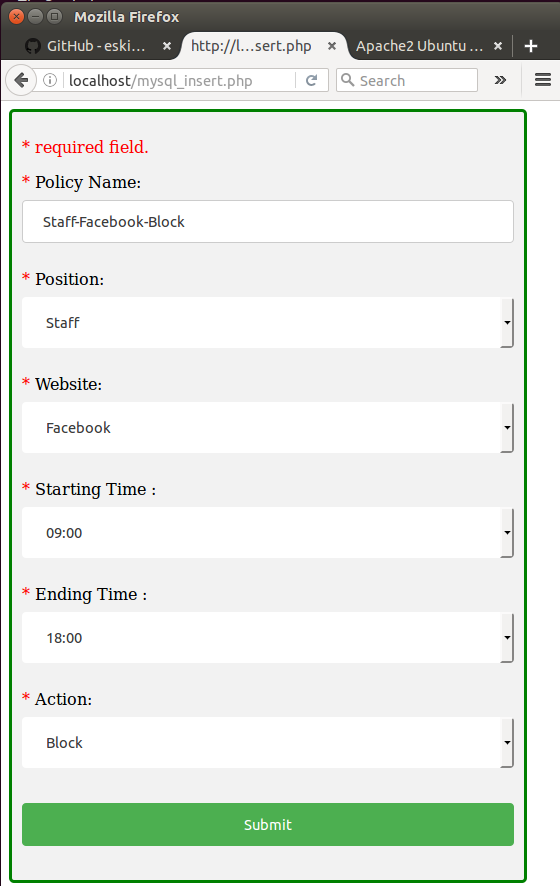 Mozilla Firefox
GitHub - eski...
http://l...sert.php
Apache2 Ubuntu ...
localhost/mysql_insert.php
Search
* required field.
* Policy Name:
Staff-Facebook-Block
* Position:
Staff
* Website:
Facebook
* Starting Time :
09:00
* Ending Time :
18:00
* Action:
Block
Submit